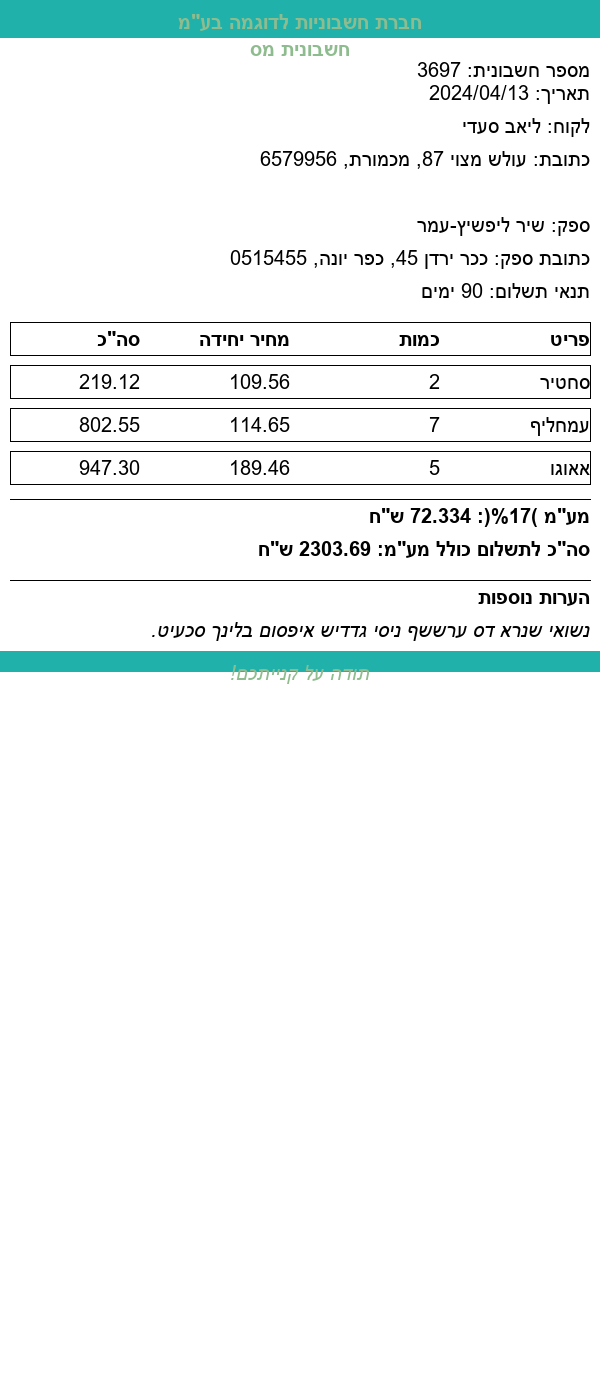 חברת חשבוניות לדוגמה בע"מ
חשבונית מס
מספר חשבונית: 3697
תאריך: 2024/04/13
לקוח: ליאב סעדי
כתובת: עולש מצוי 87, מכמורת, 6579956
ספק: שיר ליפשיץ-עמר
כתובת ספק: ככר ירדן 45, כפר יונה, 0515455
תנאי תשלום: 90 ימים
פריט כמות מחיר יחידה סה"כ
סחטיר 2 109.56 219.12
עמחליף 7 114.65 802.55
אאוגו 5 189.46 947.30
מע"מ )17%(: 72.334 ש"ח
סה"כ לתשלום כולל מע"מ: 2303.69 ש"ח
הערות נוספות
נשואי שנרא דס ערששף ניסי גדדיש איפסום בלינך סכעיט.
תודה על קנייתכם!